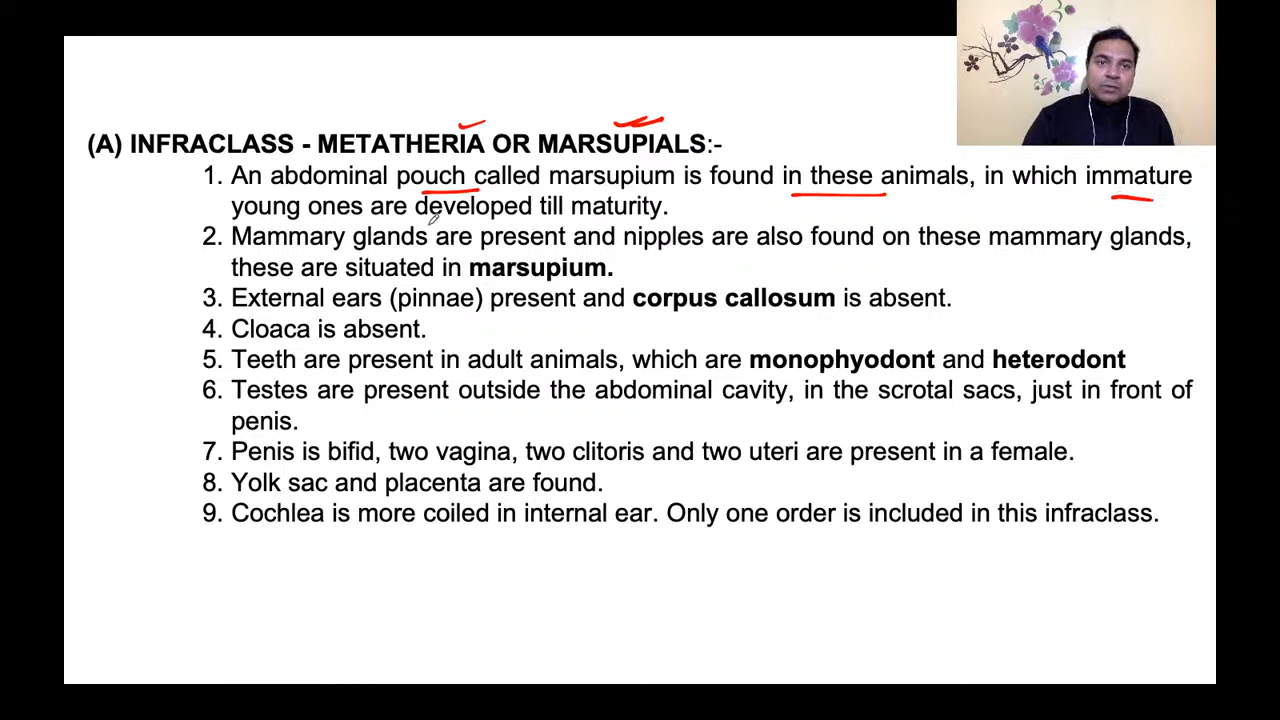 (A) INFRACLASS - METATHERIA OR MARSUPIALS:-
1. An abdominal pouch called marsupium is found in these animals, in which immature
young ones are developed till maturity.
2. Mammary glands are present and nipples are also found on these mammary glands,
these are situated in marsupium.
3. External ears (pinnae) present and corpus callosum is absent.
4. Cloaca is absent.
5. Teeth are present in adult animals, which are monophyodont and heterodont
6. Testes are present outside the abdominal cavity, in the scrotal sacs, just in front of
penis.
7. Penis is bifid, two vagina, two clitoris and two uteri are present in a female.
8. Yolk sac and placenta are found.
9. Cochlea is more coiled in internal ear. Only one order is included in this infraclass.